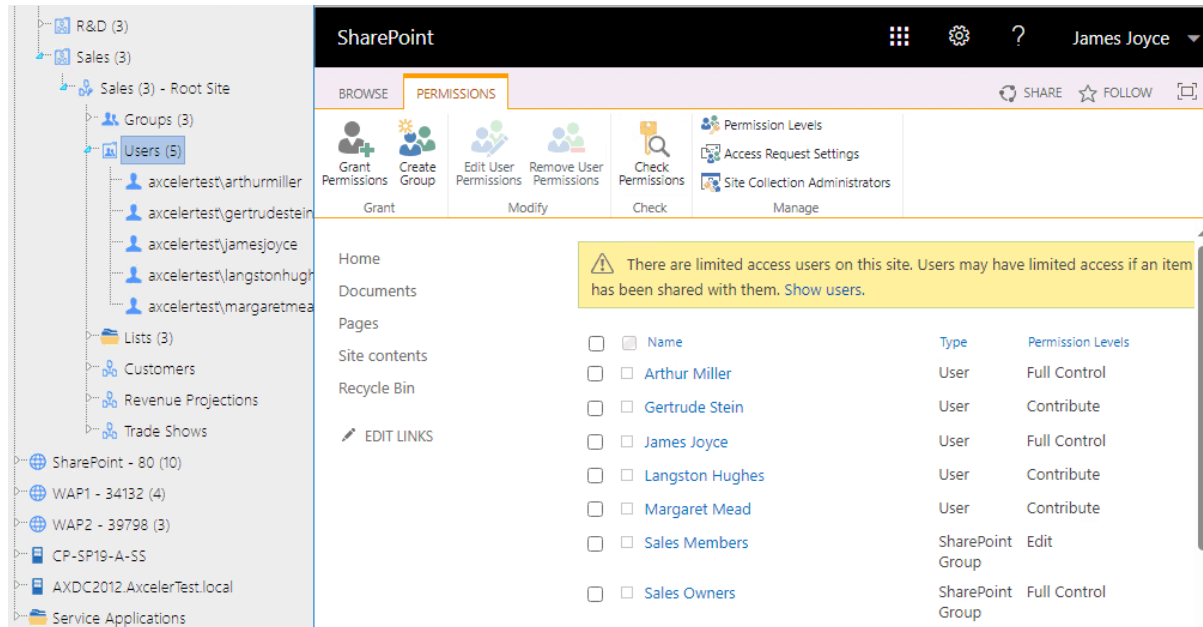 R&D (3)
Sales (3)
Sales (3) - Root Site
Groups (3)
Users (5)
axcelertest\arthurmiller
axcelertest\gertrudestein
axcelertest\jamesjoyce
axcelertest\langstonhugh
axcelertest\margaretmea
Lists (3)
Customers
Revenue Projections
Trade Shows
SharePoint - 80 (10)
WAP1 - 34132 (4)
WAP2 - 39798 (3)
CP-SP19-A-SS
AXDC2012.AxcelerTest.local
Service Applications
SharePoint
? James Joyce
BROWSE PERMISSIONS SHARE FOLLOW
Grant Permissions
Create Group
Grant
Edit User Permissions
Remove User Permissions
Modify
Check Permissions
Check
Permission Levels
Access Request Settings
Site Collection Administrators
Manage
Home
Documents
Pages
Site contents
Recycle Bin
EDIT LINKS
There are limited access users on this site. Users may have limited access if an item
has been shared with them. Show users.
Name Type Permission Levels
Arthur Miller User Full Control
Gertrude Stein User Contribute
James Joyce User Full Control
Langston Hughes User Contribute
Margaret Mead User Contribute
Sales Members SharePoint Group Edit
Sales Owners SharePoint Group Full Control